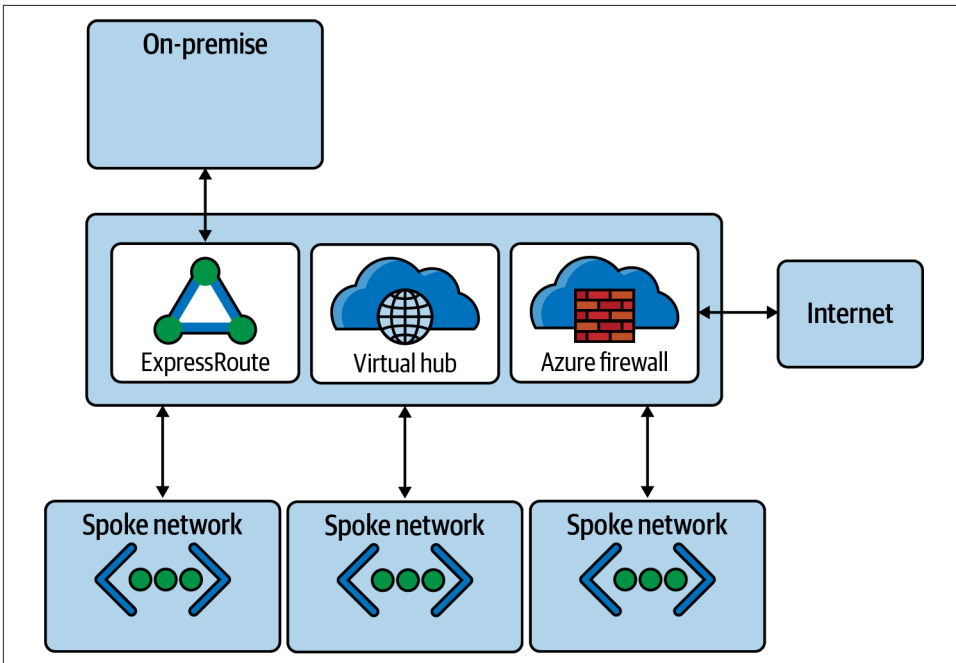 On-premise
ExpressRoute
Virtual hub
Azure firewall
Internet
Spoke network
Spoke network
Spoke network